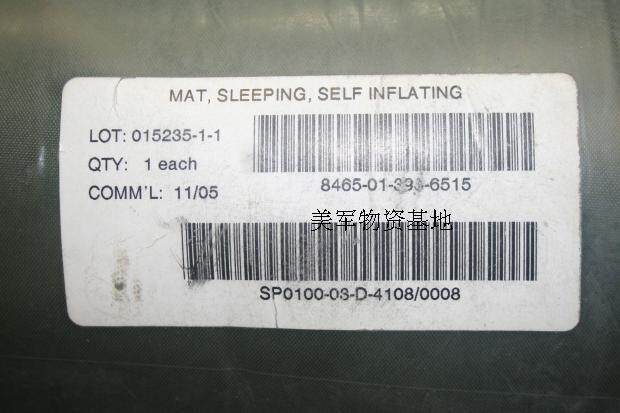 MAT, SLEEPING, SELF INFLATING
LOT: 015235-1-1
QTY: 1 each
COMM'L: 11/05
8465-01-393-6515
美军物资基地
SP0100-03-D-4108/0008